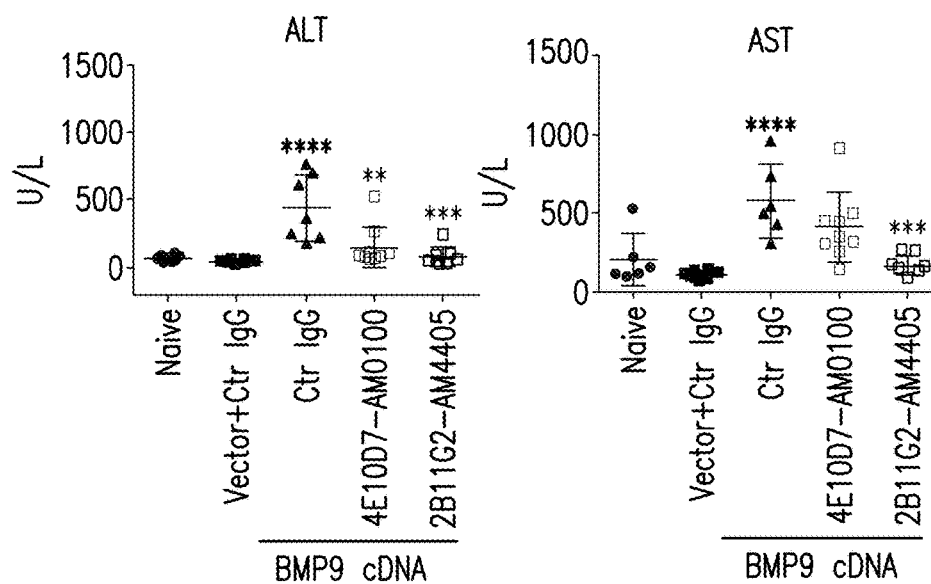 ALT
U/L
1500
1000
500
0
****
**
***
Naive
Vector+Ctr IgG
Ctr IgG
4E10D7-AM0100
2B11G2-AM4405
BMP9 cDNA
AST
U/L
1500
1000
500
0
****
***
Naive
Vector+Ctr IgG
Ctr IgG
4E10D7-AM0100
2B11G2-AM4405
BMP9 cDNA